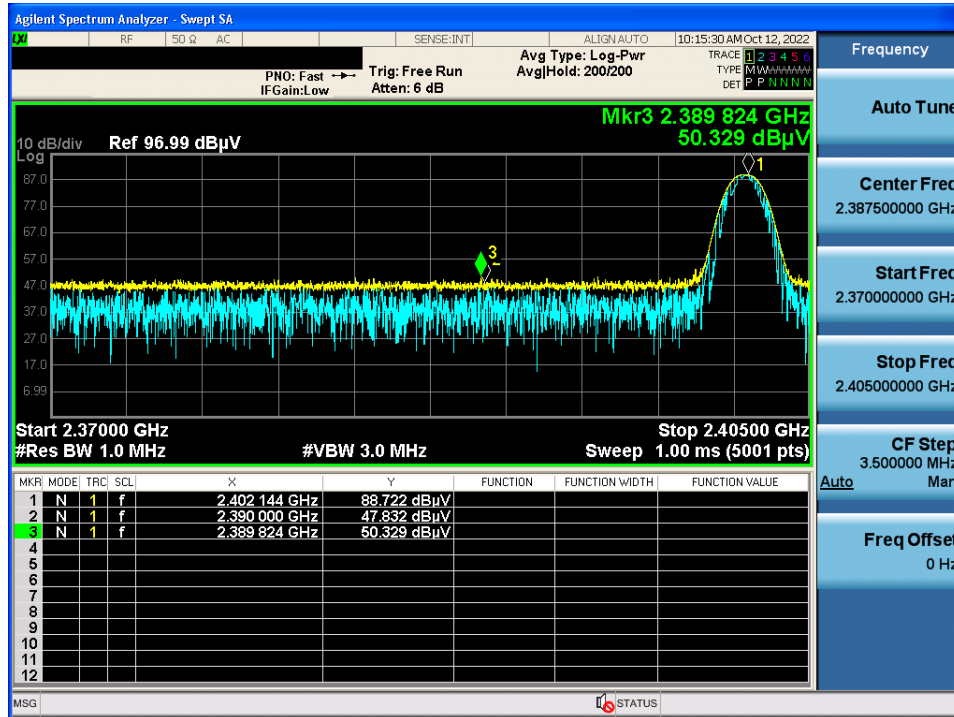 Agilent Spectrum Analyzer - Swept SA
LXI RF 50 Ω AC SENSE:INT ALIGN AUTO 10:15:30 AM Oct 12, 2022
Avg Type: Log-Pwr
TRACE 1 2 3 4 5 6
PNO: Fast Trig: Free Run Avg|Hold: 200/200
TYPE M W W W W W
IFGain:Low Atten: 6 dB
DET P P N N N N
Mkr3 2.389 824 GHz
50.329 dBµV
10 dB/div Ref 96.99 dBµV
Log
1
87.0
77.0
67.0
57.0
3
47.0
37.0
27.0
17.0
6.99
Start 2.37000 GHz Stop 2.40500 GHz
#Res BW 1.0 MHz #VBW 3.0 MHz Sweep 1.00 ms (5001 pts)
MKR MODE TRC SCL X Y FUNCTION FUNCTION WIDTH FUNCTION VALUE
1 N 1 f 2.402 144 GHz 88.722 dBµV
2 N 1 f 2.390 000 GHz 47.832 dBµV
3 N 1 f 2.389 824 GHz 50.329 dBµV
4
5
6
7
8
9
10
11
12
MSG STATUS
Frequency
Auto Tune
Center Freq
2.387500000 GHz
Start Freq
2.370000000 GHz
Stop Freq
2.405000000 GHz
CF Step
3.500000 MHz
Auto Man
Freq Offset
0 Hz